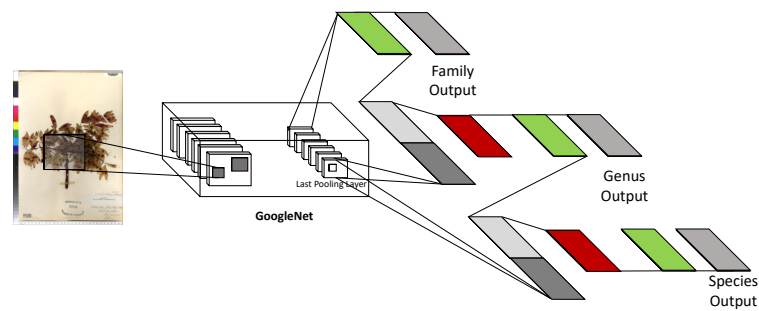 Family
Output
Last Pooling Layer
Genus
Output
GoogleNet
Species
Output